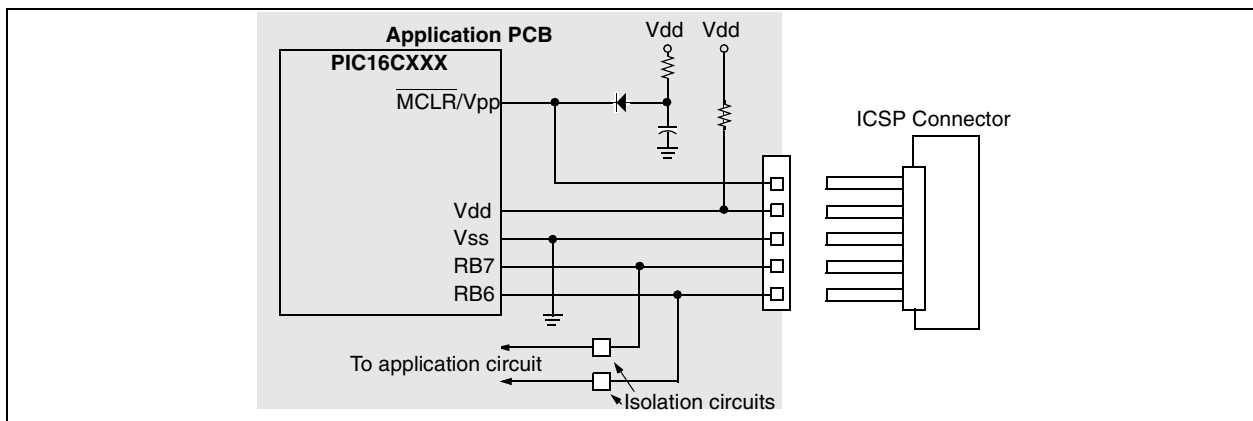 Application PCB
Vdd
Vdd
PIC16CXXX
MCLR/Vpp
ICSP Connector
Vdd
Vss
RB7
RB6
To application circuit
Isolation circuits